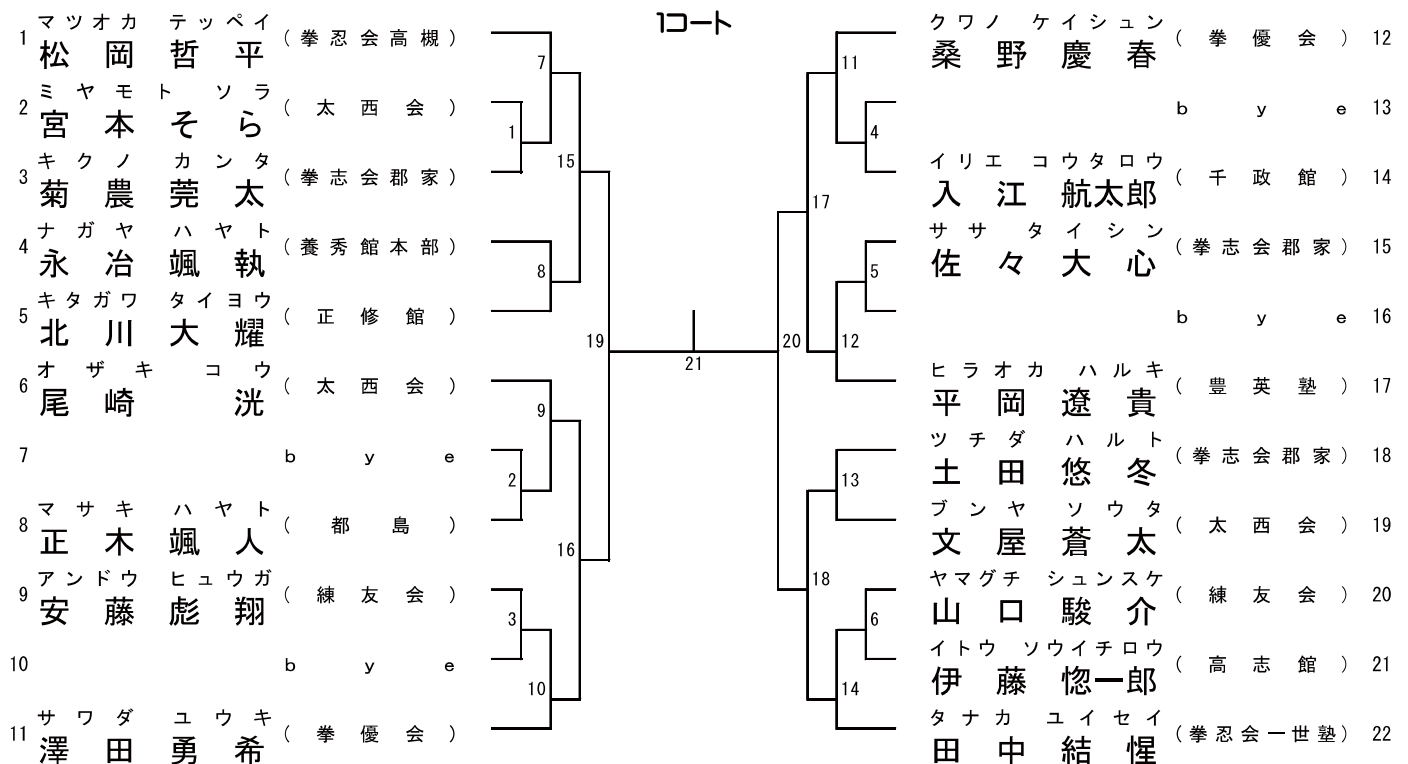 1コート
マツオカ テッペイ
1 松岡哲平 (拳忍会高槻)
ミヤモト ソラ
2 宮本そら (太西会)
キクノ カンタ
3 菊農莞太 (拳志会郡家)
ナガヤ ハヤト
4 永冶颯執 (養秀館本部)
キタガワ タイヨウ
5 北川大耀 (正修館)
オザキ コウ
6 尾崎 洸 (太西会)
7 bye
マサキ ハヤト
8 正木颯人 (都島)
アンドウ ヒュウガ
9 安藤彪翔 (練友会)
10 bye
サワダ ユウキ
11 澤田勇希 (拳優会)
7
1
15
8
19
9
2
16
3
10
21
11
4
17
5
20
12
13
18
6
14
クワノ ケイシュン
桑野慶春 (拳優会) 12
bye 13
イリエ コウタロウ
入江航太郎 (千政館) 14
ササ タイシン
佐々大心 (拳志会郡家) 15
bye 16
ヒラオカ ハルキ
平岡遼貴 (豊英塾) 17
ツチダ ハルト
土田悠冬 (拳志会郡家) 18
ブンヤ ソウタ
文屋蒼太 (太西会) 19
ヤマグチ シュンスケ
山口駿介 (練友会) 20
イトウ ソウイチロウ
伊藤惣一郎 (高志館) 21
タナカ ユイセイ
田中結惺 (拳忍会一世塾) 22